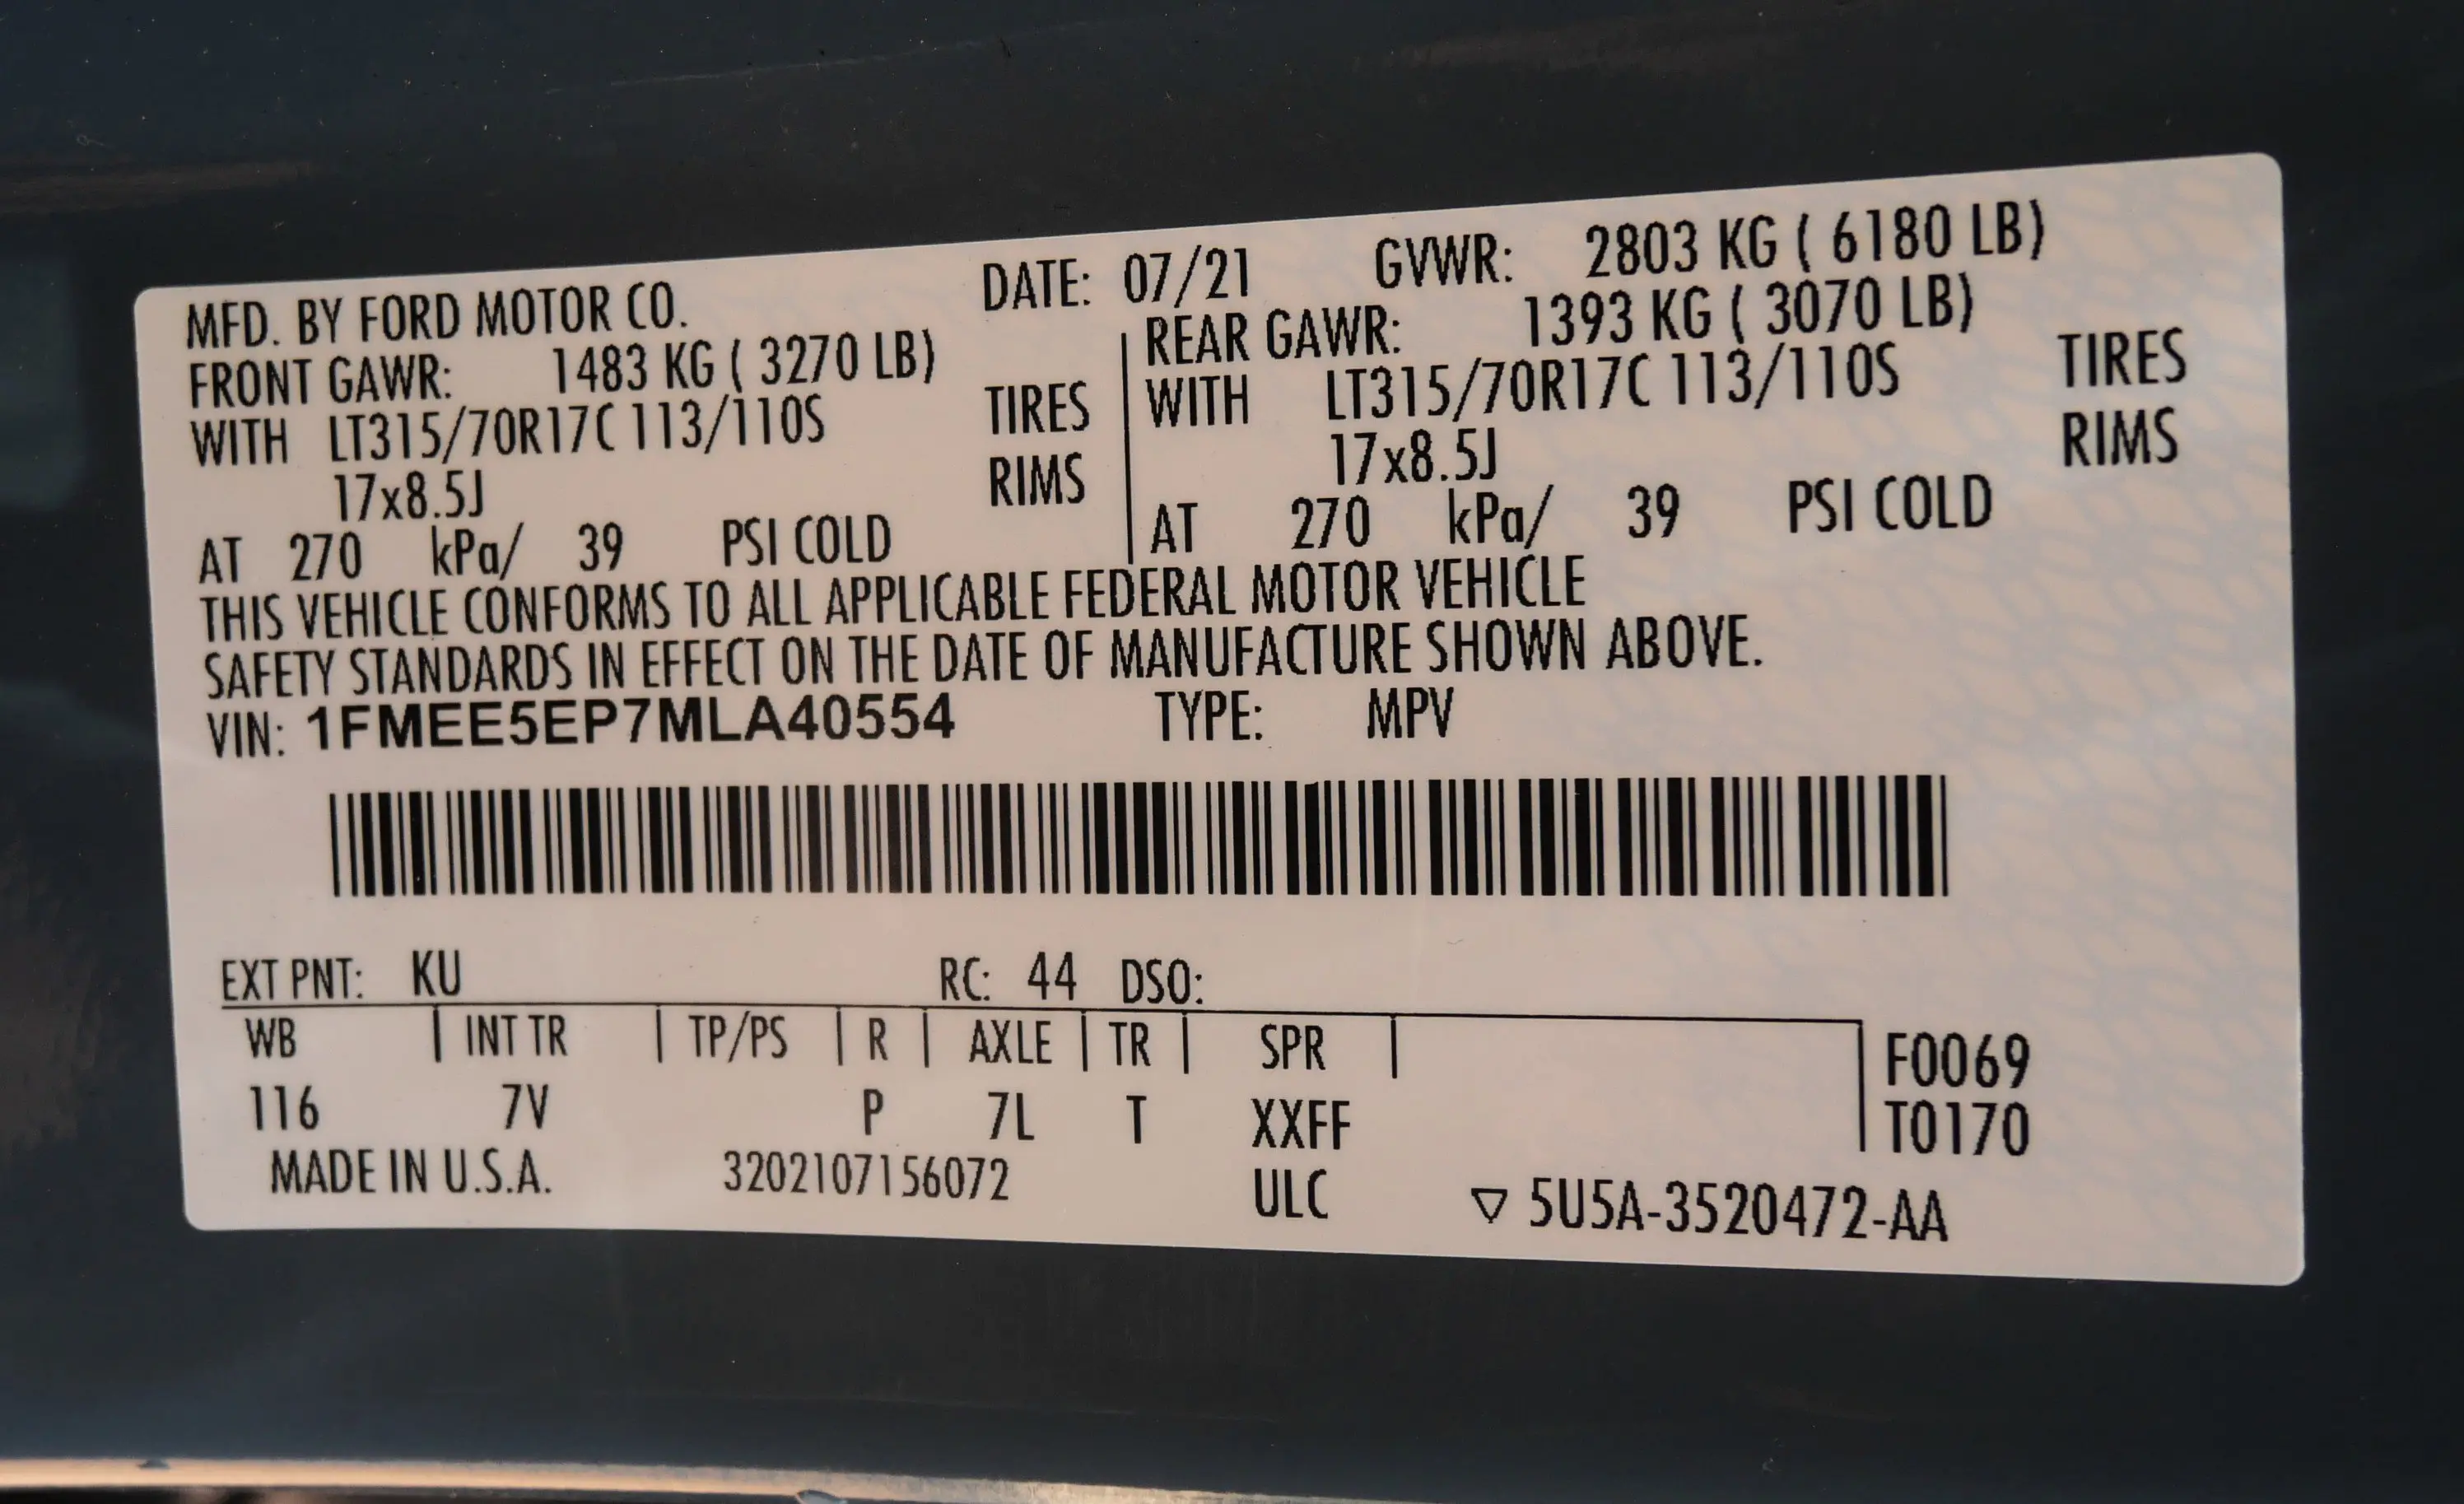 MFD. BY FORD MOTOR CO. DATE: 07/21 GVWR: 2803 KG ( 6180 LB)
FRONT GAWR: 1483 KG ( 3270 LB) REAR GAWR: 1393 KG ( 3070 LB)
WITH LT315/70R17C 113/110S TIRES WITH LT315/70R17C 113/110S TIRES
17x8.5J RIMS 17x8.5J RIMS
AT 270 kPa/ 39 PSI COLD AT 270 kPa/ 39 PSI COLD
THIS VEHICLE CONFORMS TO ALL APPLICABLE FEDERAL MOTOR VEHICLE
SAFETY STANDARDS IN EFFECT ON THE DATE OF MANUFACTURE SHOWN ABOVE.
VIN: 1FMEE5EP7MLA40554 TYPE: MPV
EXT PNT: KU RC: 44 DSO:
WB | INT TR | TP/PS | R | AXLE | TR | SPR | F0069
116 7V P 7L T XXFF T0170
MADE IN U.S.A. 3202107156072 ULC ▽ 5U5A-3520472-AA